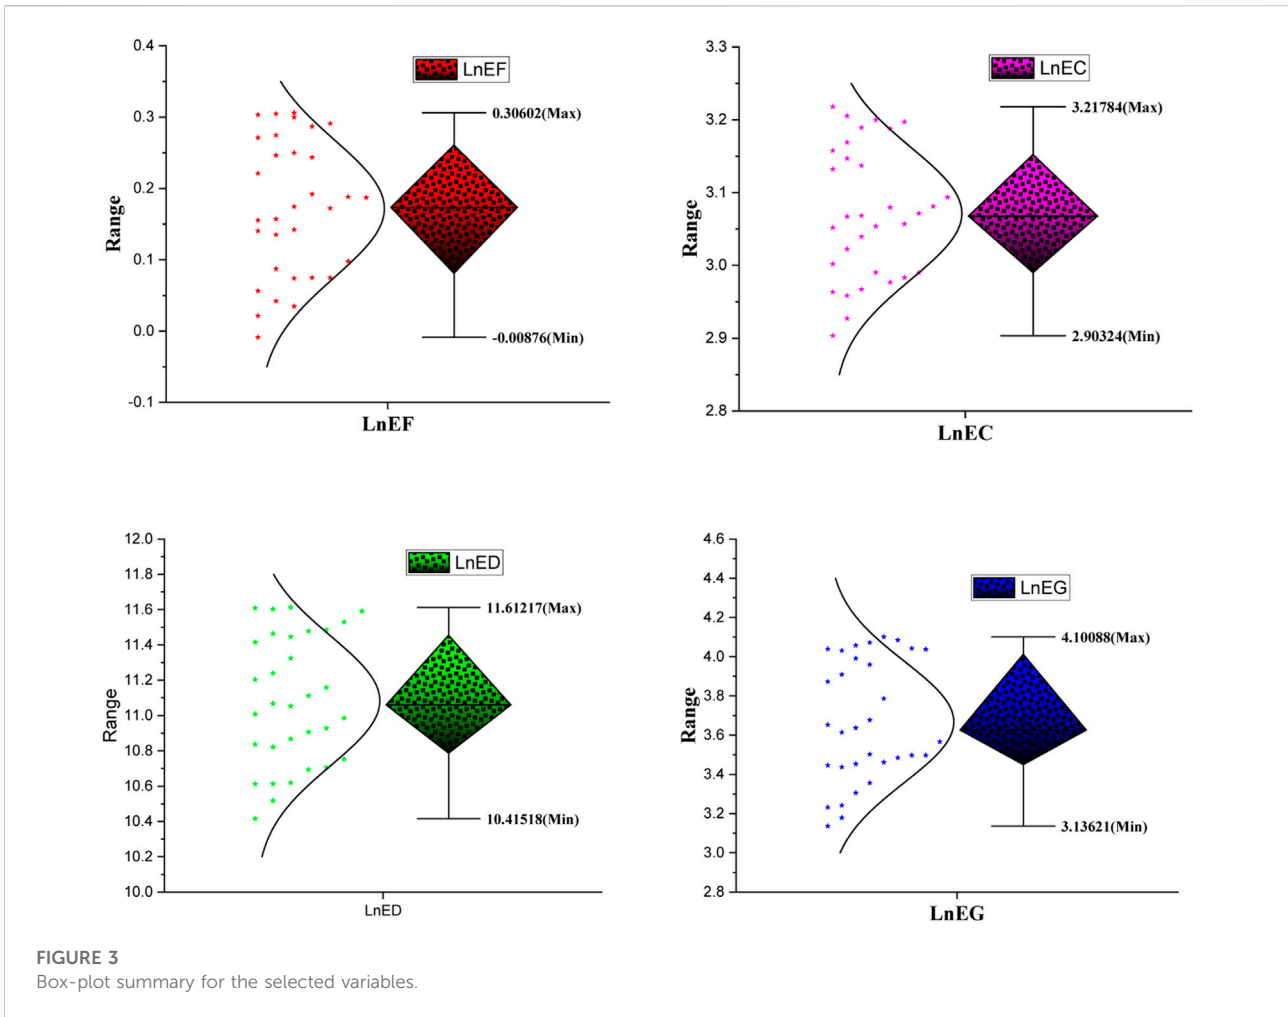 0.4
0.3
0.2
0.1
0.0
-0.1
Range
LnEF
0.30602(Max)
-0.00876(Min)
LnEF
3.3
3.2
3.1
3.0
2.9
2.8
Range
LnEC
3.21784(Max)
2.90324(Min)
LnEC
12.0
11.8
11.6
11.4
11.2
11.0
10.8
10.6
10.4
10.2
10.0
Range
LnED
11.61217(Max)
10.41518(Min)
LnED
4.6
4.4
4.2
4.0
3.8
3.6
3.4
3.2
3.0
2.8
Range
LnEG
4.10088(Max)
3.13621(Min)
LnEG
FIGURE 3
Box-plot summary for the selected variables.